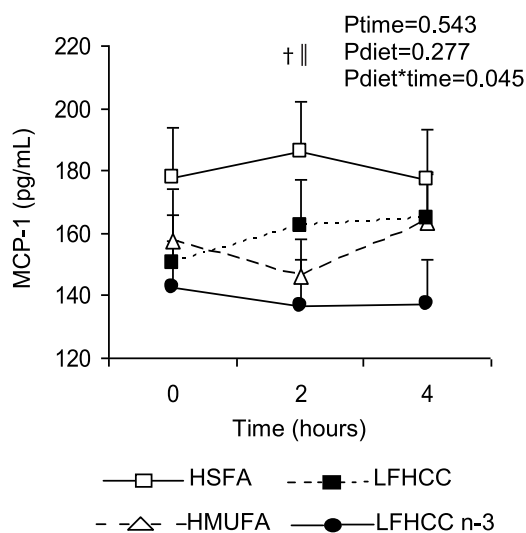 Ptime=0.543
Pdiet=0.277
Pdiet*time=0.045
† ‖
220
200
180
160
140
120
MCP-1 (pg/mL)
0 2 4
Time (hours)
HSFA LFHCC
HMUFA LFHCC n-3